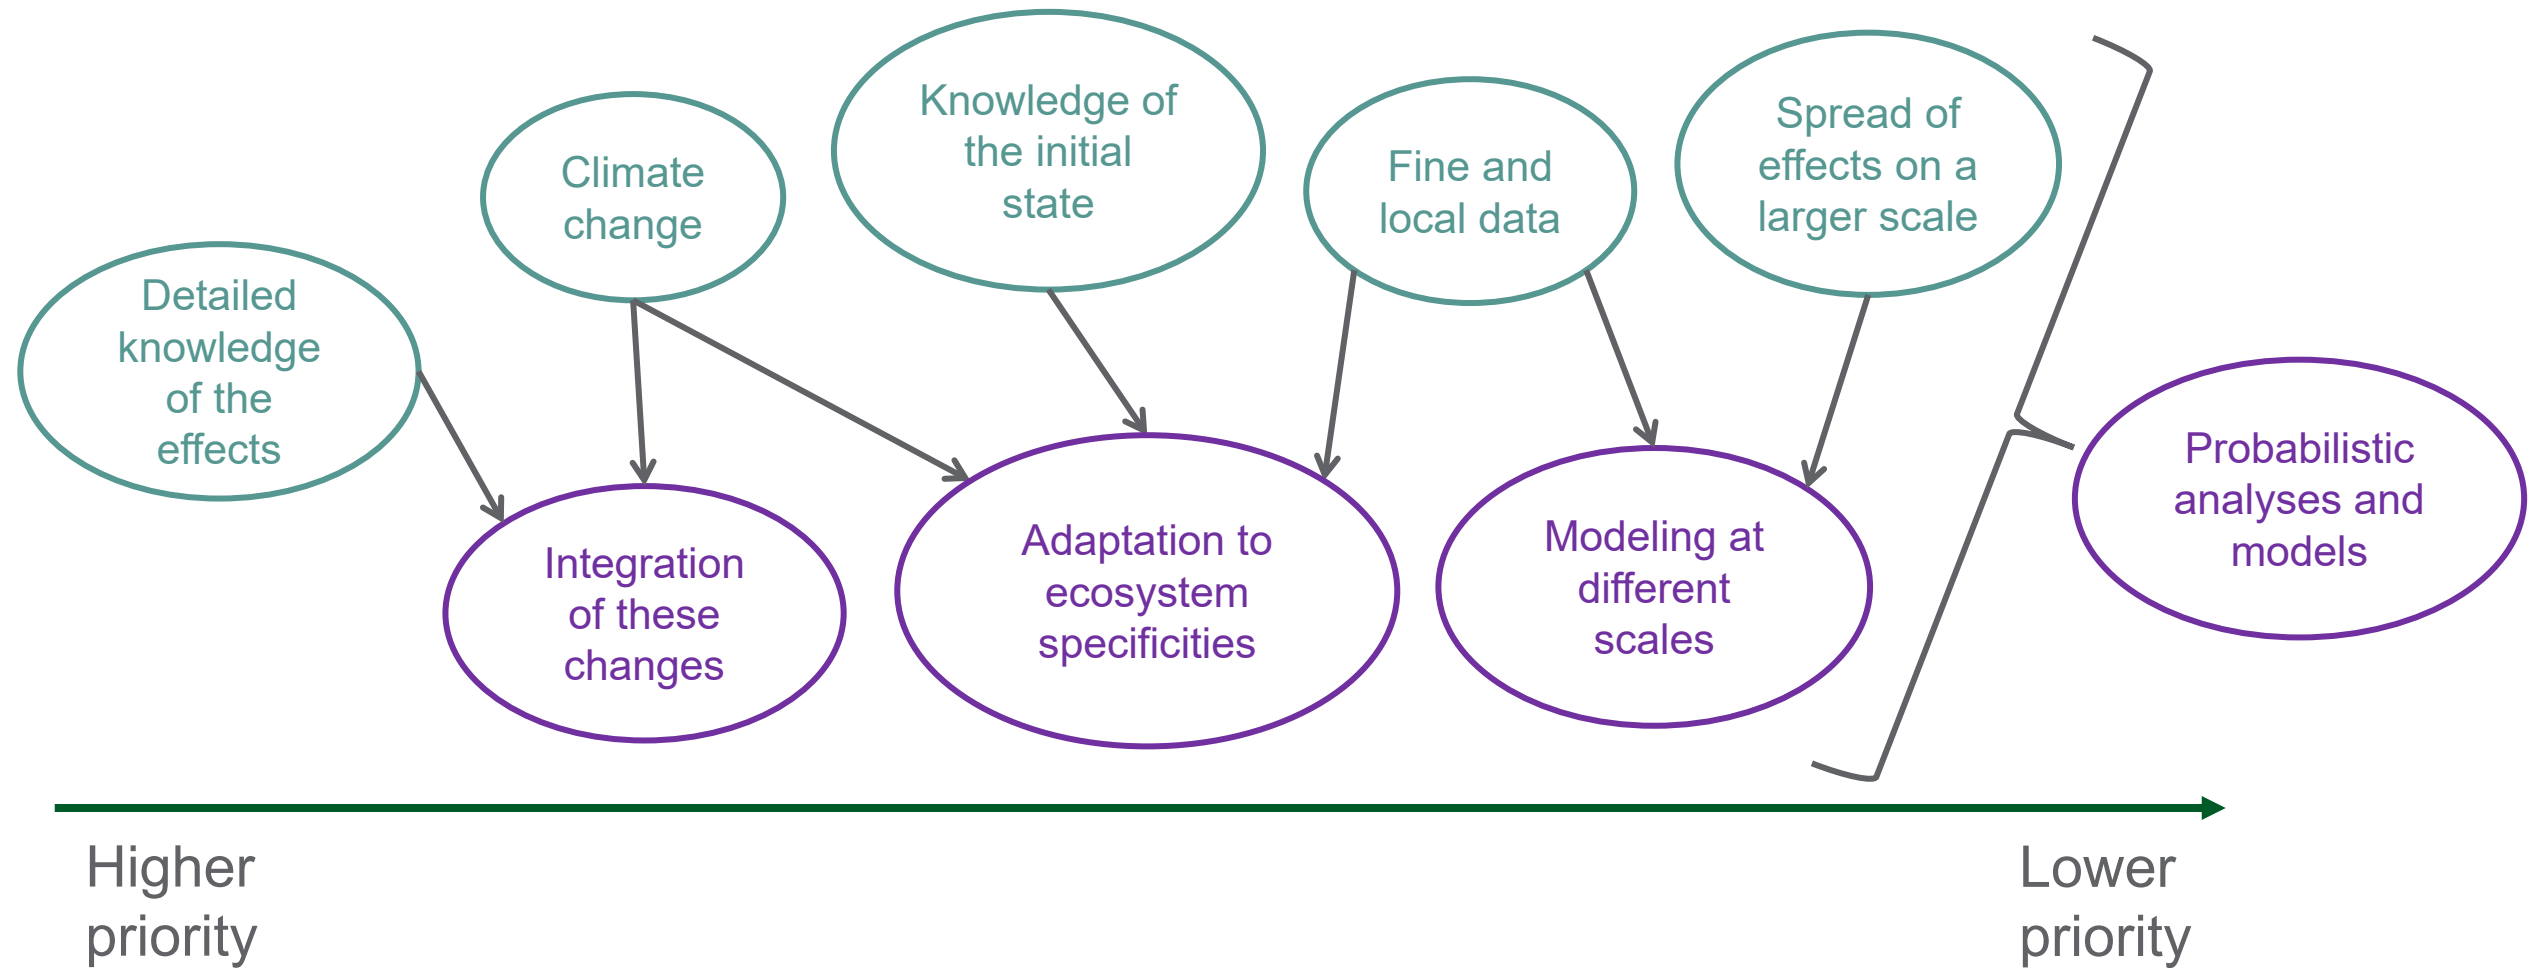 Detailed
knowledge
of the
effects
Climate
change
Knowledge of
the initial
state
Fine and
local data
Spread of
effects on a
larger scale
Integration
of these
changes
Adaptation to
ecosystem
specificities
Modeling at
different
scales
Probabilistic
analyses and
models
Higher
priority
Lower
priority